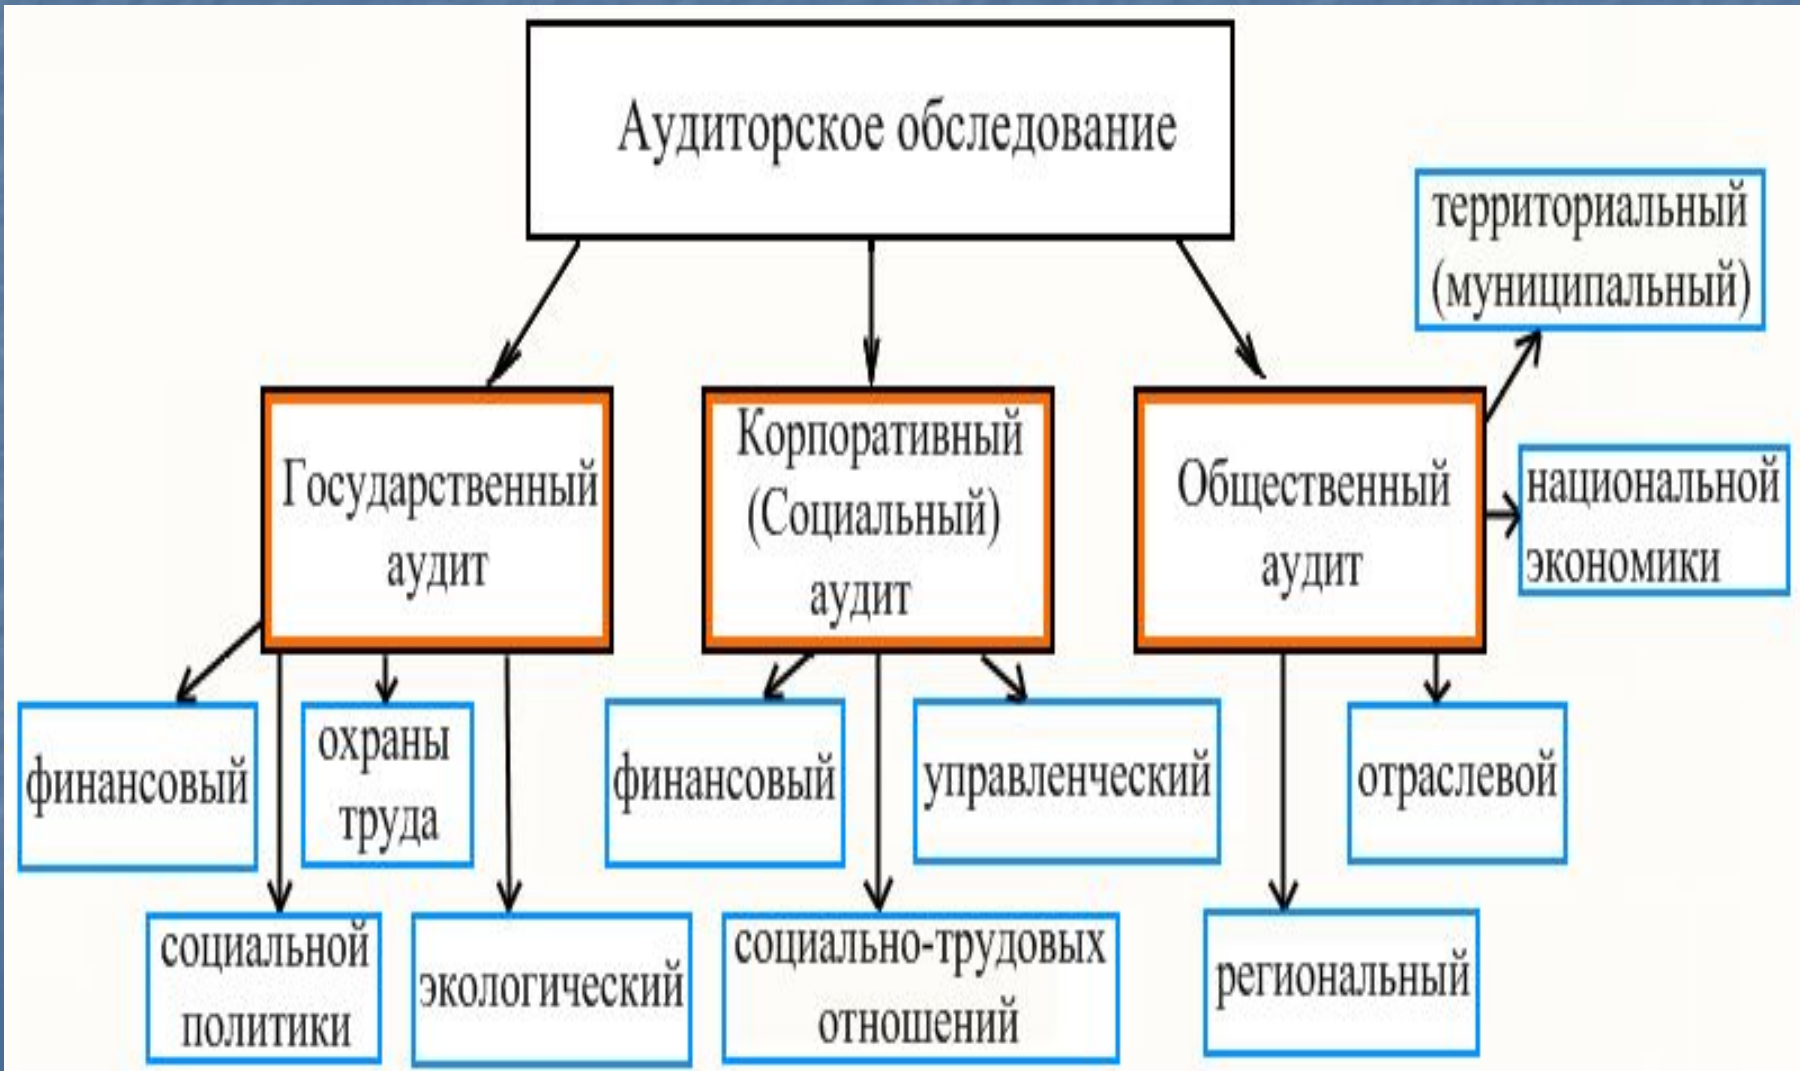 Аудиторское обследование
территориальный
(муниципальный)
Государственный
аудит
Корпоративный
(Социальный)
аудит
Общественный
аудит
национальной
экономики
финансовый
охраны
труда
финансовый
управленческий
отраслевой
социальной
политики
экологический
социально-трудовых
отношений
региональный